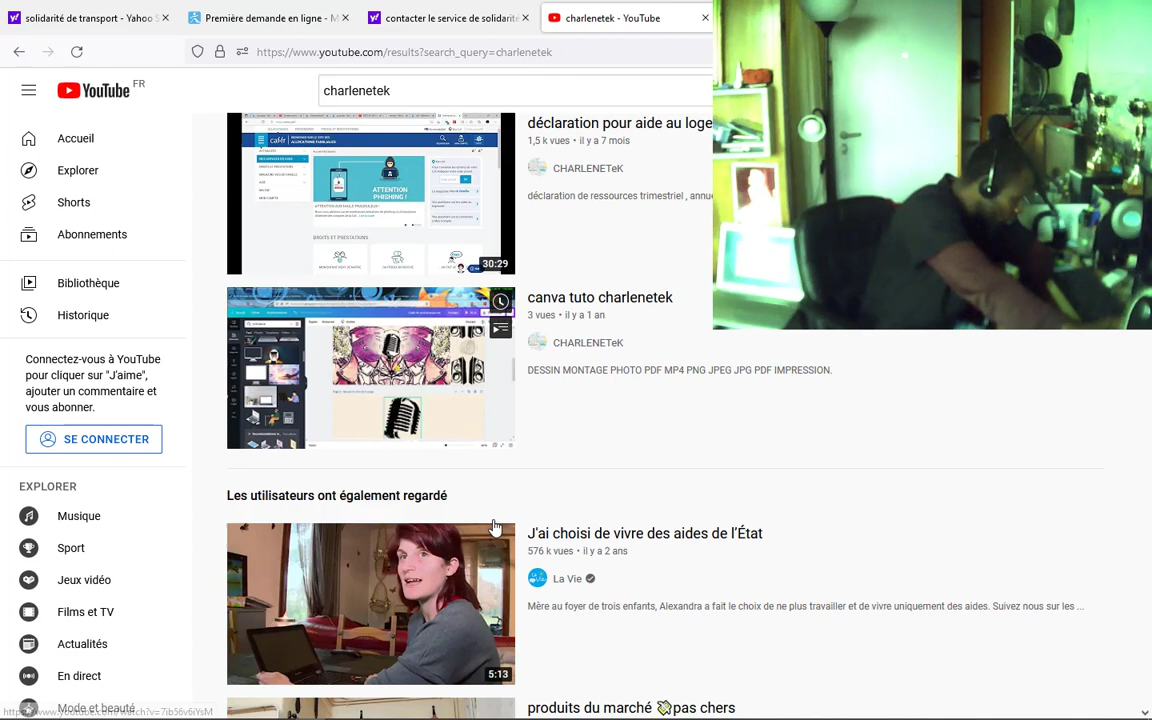 solidarité de transport - Yahoo S
Première demande en ligne - M
contacter le service de solidarité
charlenetek - YouTube
https://www.youtube.com/results?search_query=charlenetek
YouTube FR
charlenetek
Accueil
Explorer
Shorts
Abonnements
Bibliothèque
Historique
Connectez-vous à YouTube
pour cliquer sur "J'aime",
ajouter un commentaire et
vous abonner.
SE CONNECTER
EXPLORER
Musique
Sport
Jeux vidéo
Films et TV
Actualités
En direct
Mode et beauté
déclaration pour aide au loge
1,5 k vues • il y a 7 mois
CHARLENETeK
déclaration de ressources trimestriel , annu
ATTENTION
PHISHING !
DROITS ET PRESTATIONS
30:29
canva tuto charlenetek
3 vues • il y a 1 an
CHARLENETeK
DESSIN MONTAGE PHOTO PDF MP4 PNG JPEG JPG PDF IMPRESSION.
Les utilisateurs ont également regardé
J'ai choisi de vivre des aides de l'État
576 k vues • il y a 2 ans
La Vie
Mère au foyer de trois enfants, Alexandra a fait le choix de ne plus travailler et de vivre uniquement des aides. Suivez nous sur les ...
5:13
produits du marché pas chers